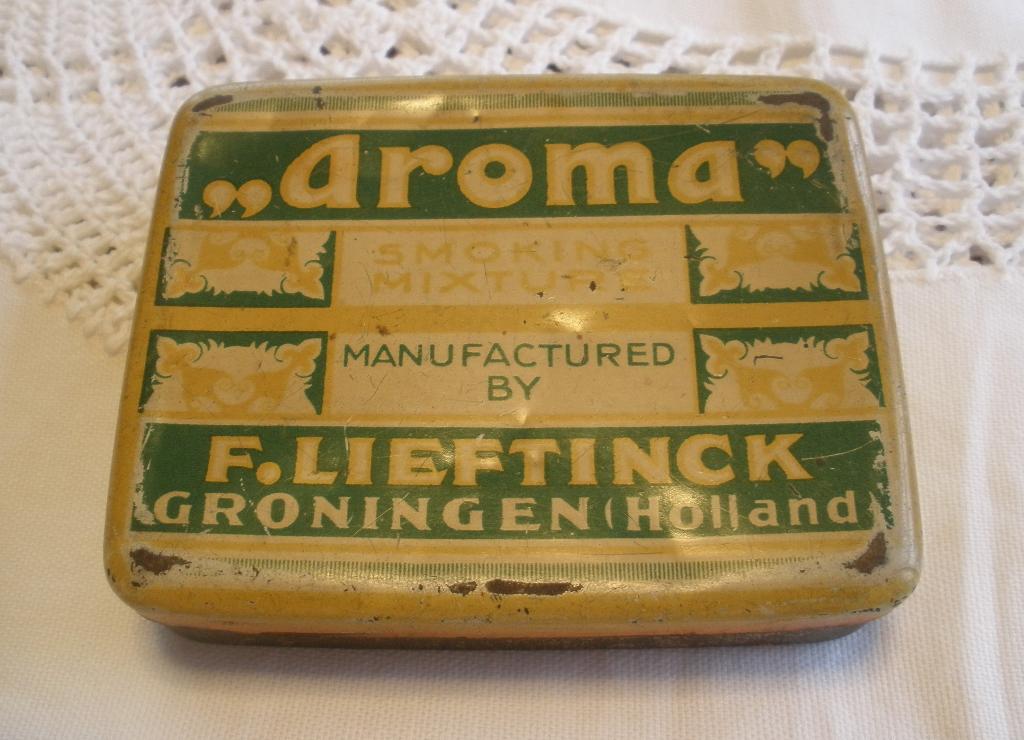 „aroma”
SMOKING
MIXTURE
MANUFACTURED
BY
F. LIEFTINCK
GRONINGEN (Holland)